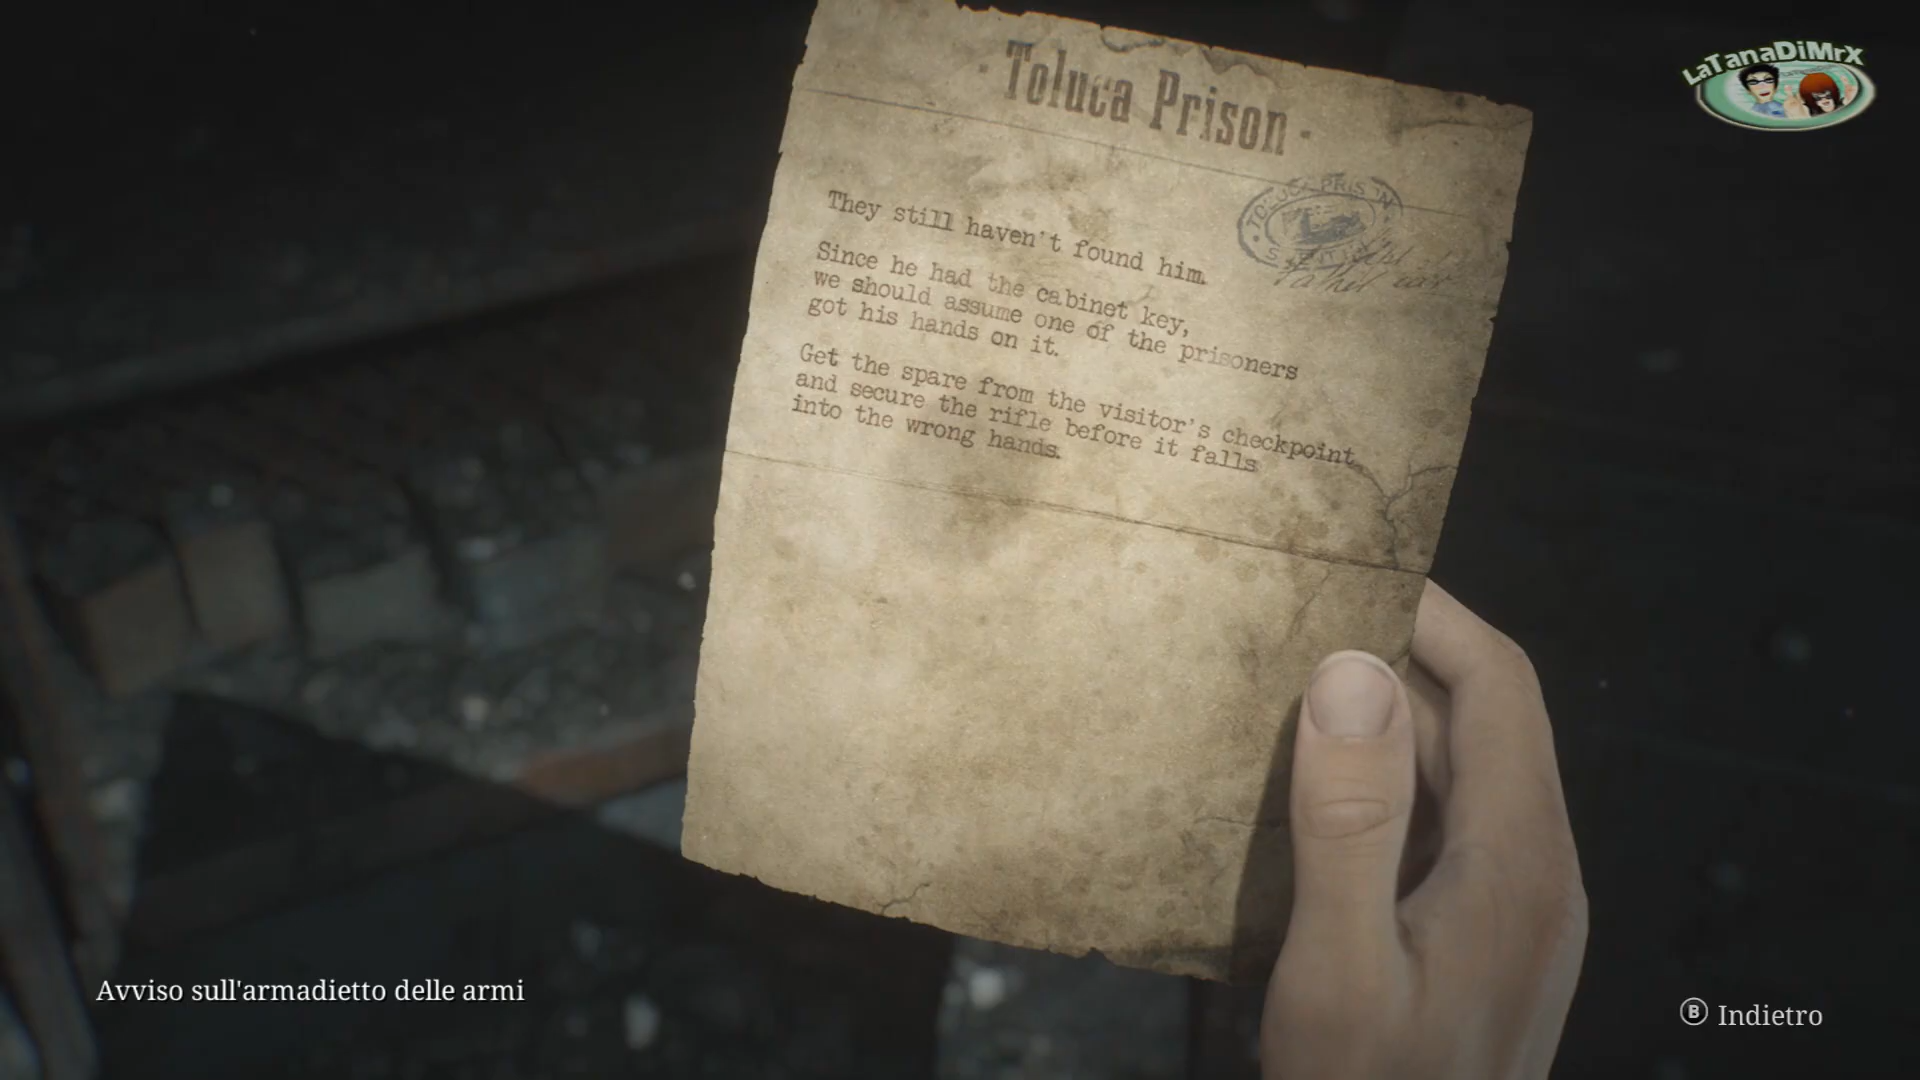 LaTanaDiMrX
· Toluca Prison ·
TOLUCA PRISON
They still haven't found him.
Since he had the cabinet key,
we should assume one of the prisoners
got his hands on it.
Get the spare from the visitor's checkpoint
and secure the rifle before it falls
into the wrong hands.
Avviso sull'armadietto delle armi
B Indietro